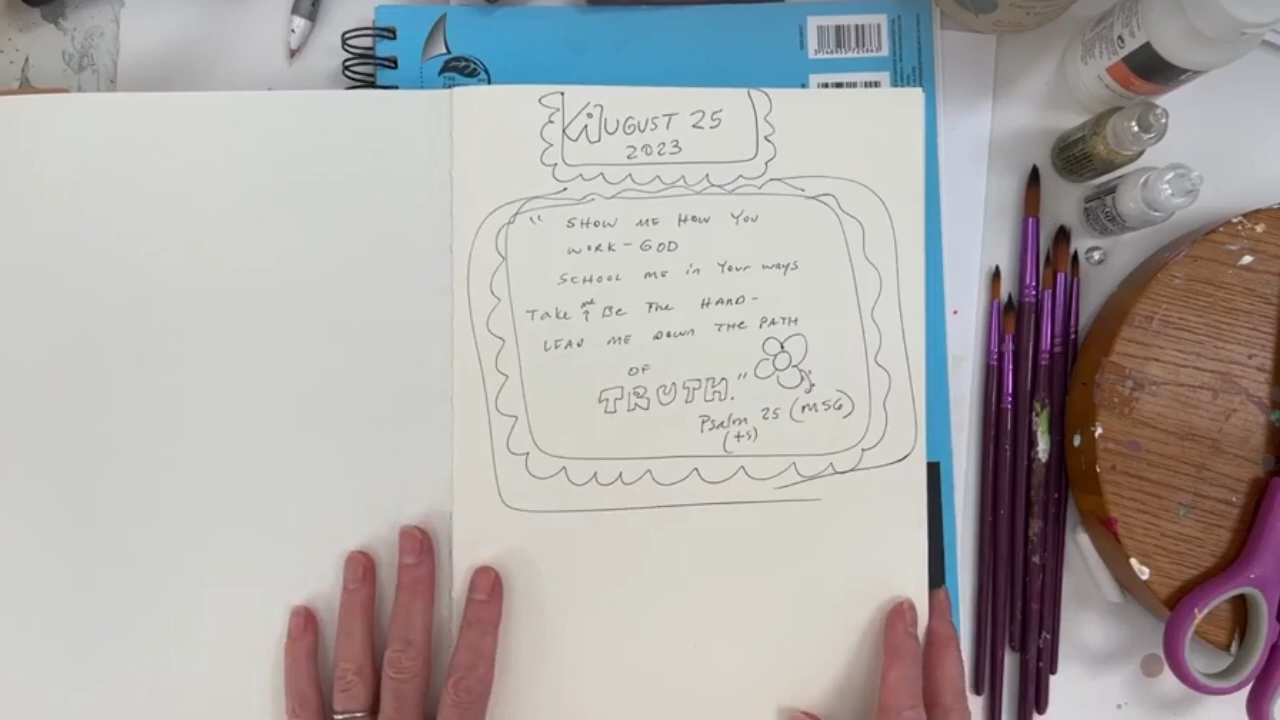 AUGUST 25
2023
" SHOW ME HOW YOU
WORK - GOD
SCHOOL ME in Your ways
Take me ↑ Be The HAND -
LEAD ME DOWN THE PATH
OF
TRUTH."
Psalm 25 (MSG)
(+5)